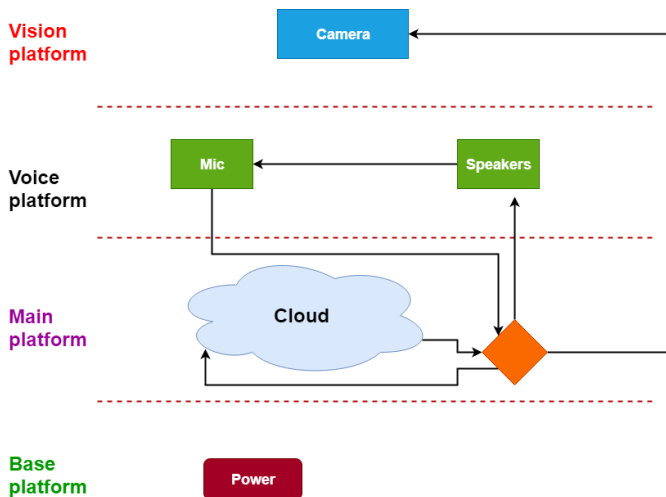 Vision
platform
Camera
Voice
platform
Mic
Speakers
Main
platform
Cloud
Base
platform
Power